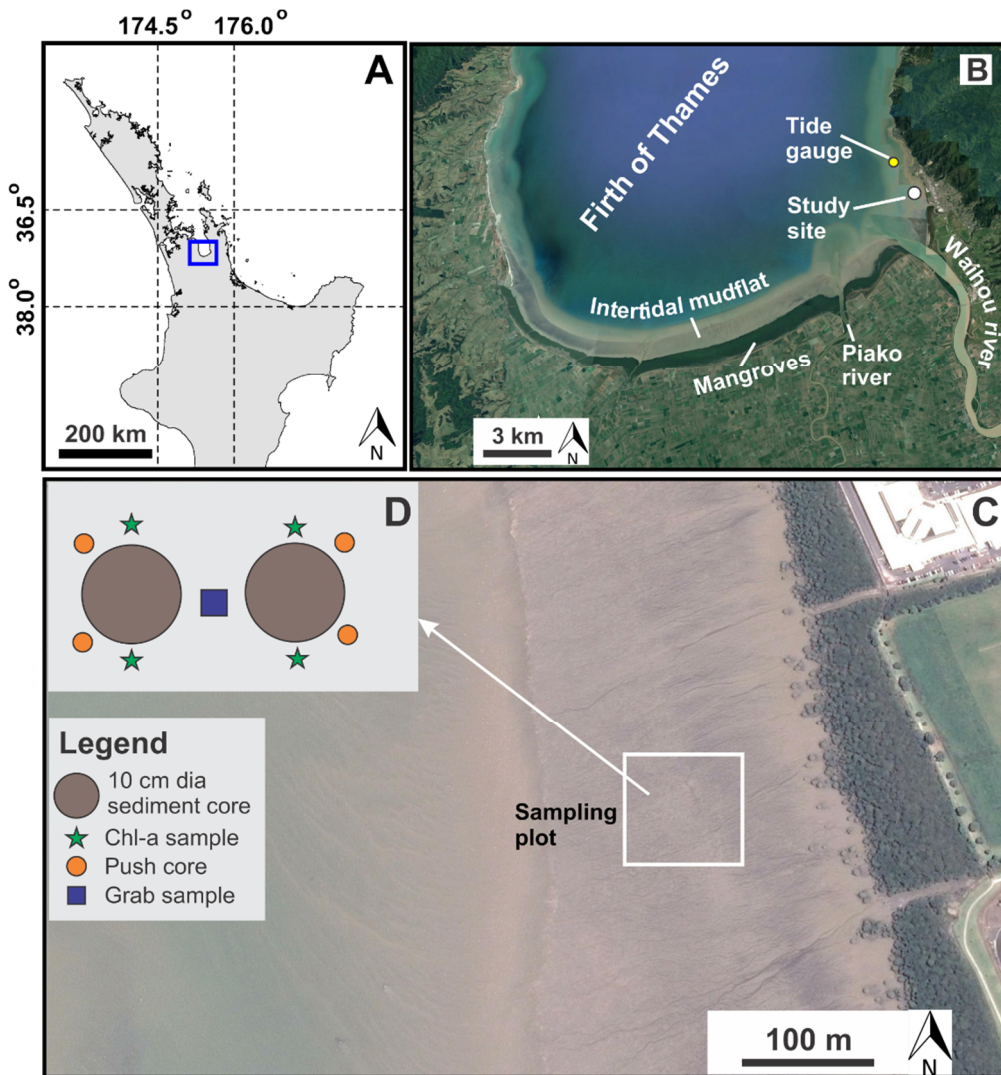 174.5° 176.0°
A
36.5°
38.0°
200 km
N
B
Firth of Thames
Tide
gauge
Study
site
Waihou river
Intertidal mudflat
Mangroves
Piako
river
3 km
N
D
C
Legend
10 cm dia
sediment core
Chl-a sample
Push core
Grab sample
Sampling
plot
100 m
N